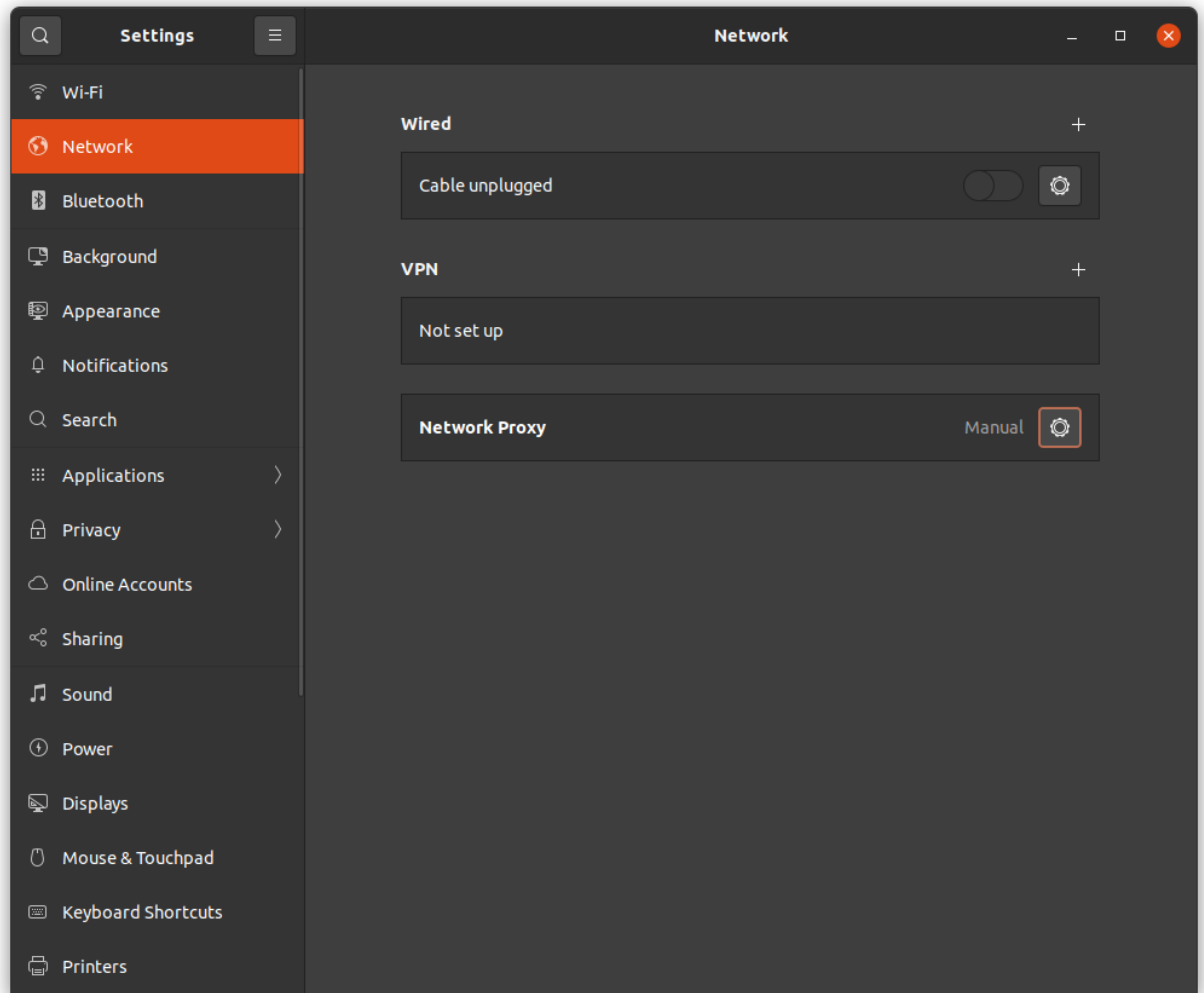 Settings
Network
Wi-Fi
Network
Bluetooth
Background
Appearance
Notifications
Search
Applications
Privacy
Online Accounts
Sharing
Sound
Power
Displays
Mouse & Touchpad
Keyboard Shortcuts
Printers
Wired
Cable unplugged
VPN
Not set up
Network Proxy Manual